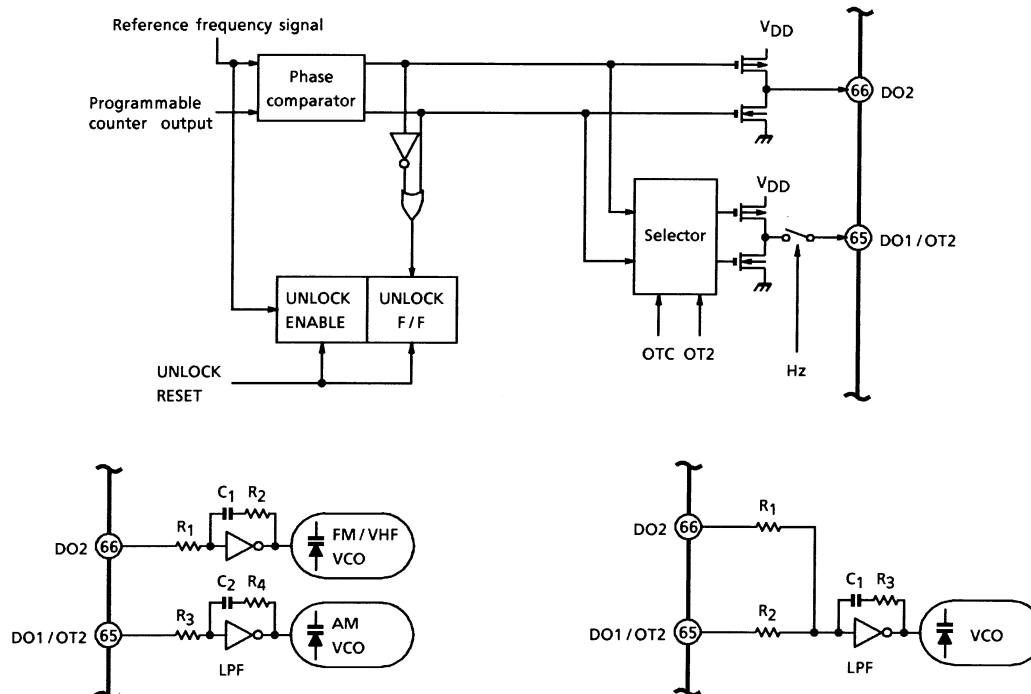 Reference frequency signal
Programmable
counter output
Phase
comparator
VDD
66 DO2
VDD
Selector
65 DO1/OT2
OTC OT2
Hz
UNLOCK
ENABLE
UNLOCK
F/F
UNLOCK
RESET
C1 R2
R1
DO2 66
FM/VHF
VCO
C2 R4
R3
DO1/OT2 65
AM
VCO
LPF
R1
DO2 66
C1 R3
R2
DO1/OT2 65
VCO
LPF